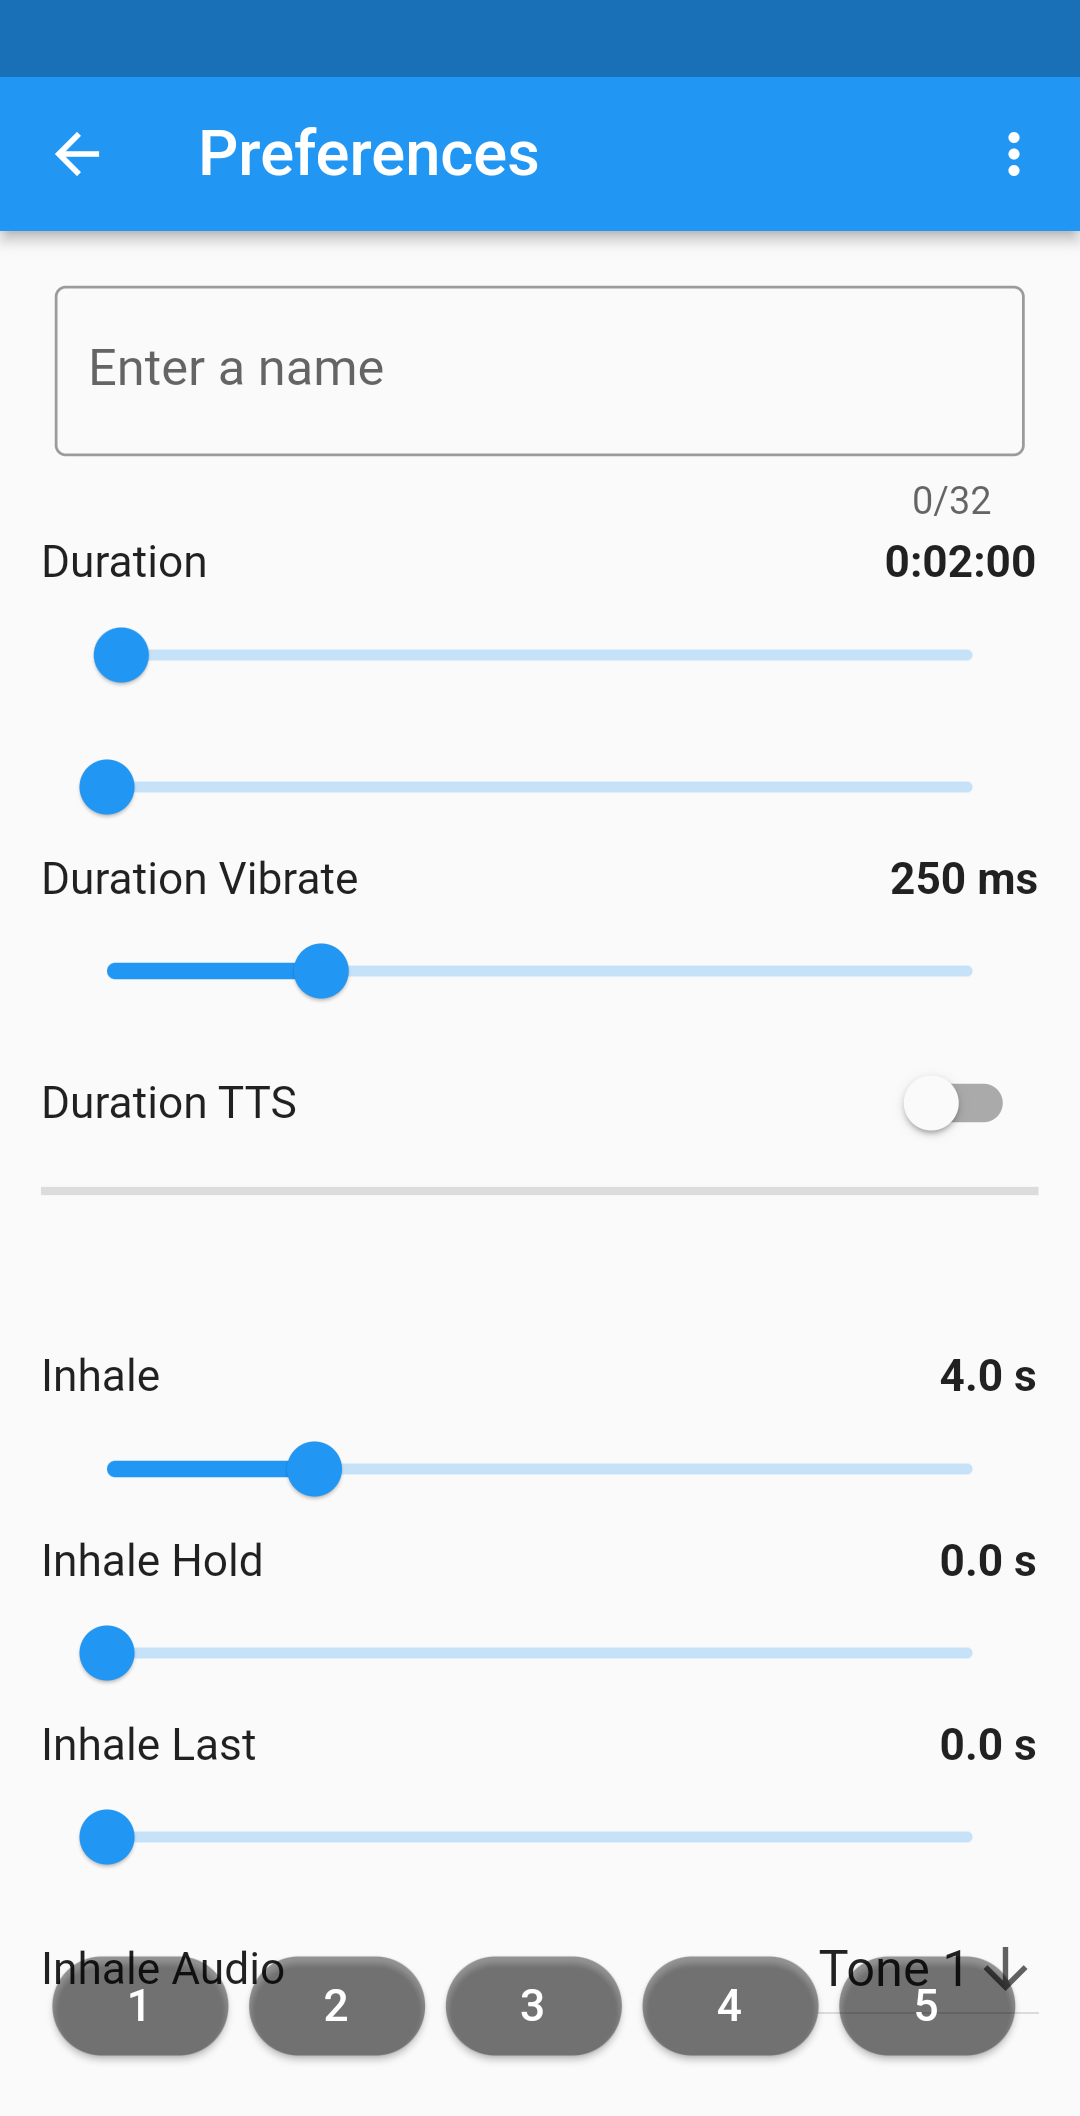 Preferences
Enter a name
0/32
Duration 0:02:00
Duration Vibrate 250 ms
Duration TTS
Inhale 4.0 s
Inhale Hold 0.0 s
Inhale Last 0.0 s
Inhale Audio Tone 1
1 2 3 4 5